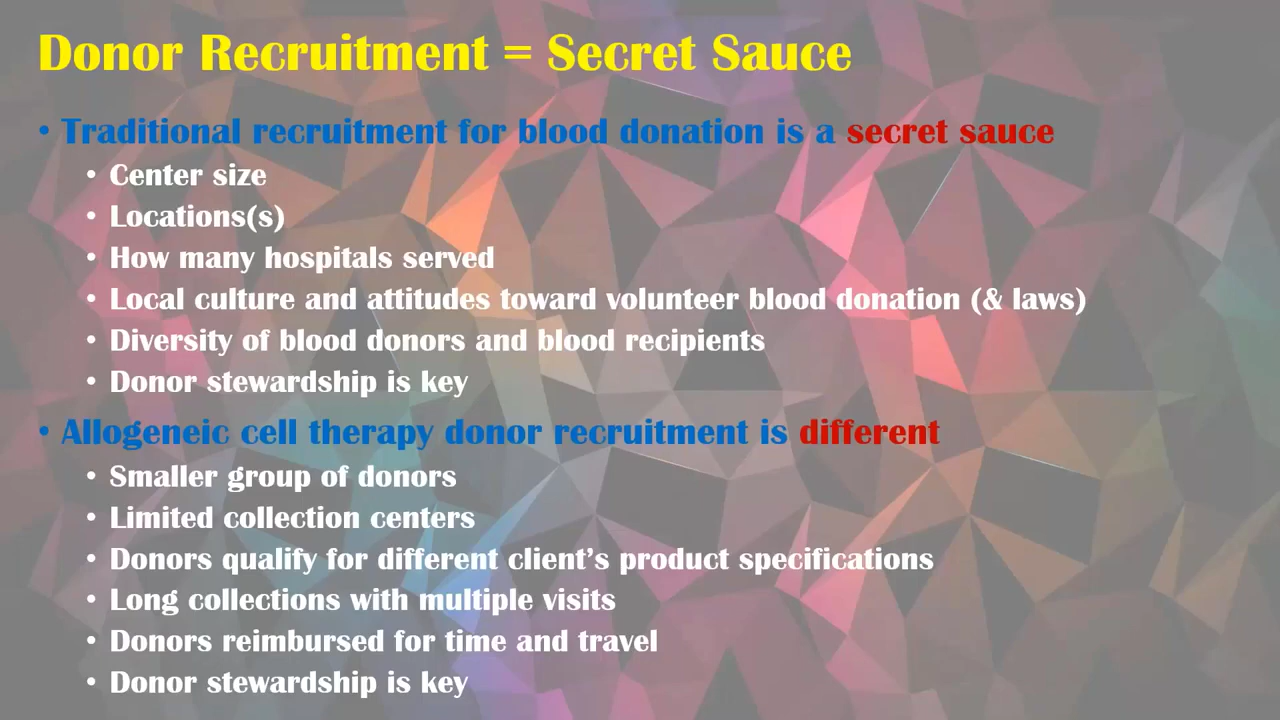 Donor Recruitment = Secret Sauce
• Traditional recruitment for blood donation is a secret sauce
• Center size
• Locations(s)
• How many hospitals served
• Local culture and attitudes toward volunteer blood donation (& laws)
• Diversity of blood donors and blood recipients
• Donor stewardship is key
• Allogeneic cell therapy donor recruitment is different
• Smaller group of donors
• Limited collection centers
• Donors qualify for different client’s product specifications
• Long collections with multiple visits
• Donors reimbursed for time and travel
• Donor stewardship is key